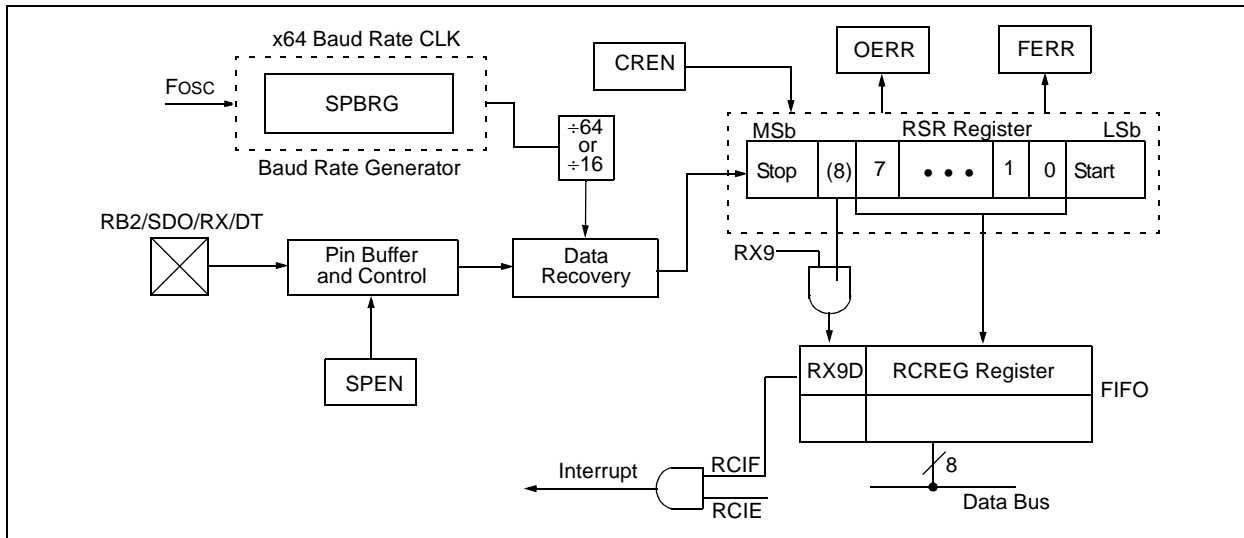 x64 Baud Rate CLK
FOSC
SPBRG
Baud Rate Generator
÷64
or
÷16
CREN
OERR
FERR
MSb
RSR Register
LSb
Stop
(8)
7
• • •
1
0
Start
RB2/SDO/RX/DT
Pin Buffer
and Control
Data
Recovery
SPEN
RX9
RX9D
RCREG Register
FIFO
8
Data Bus
Interrupt
RCIF
RCIE